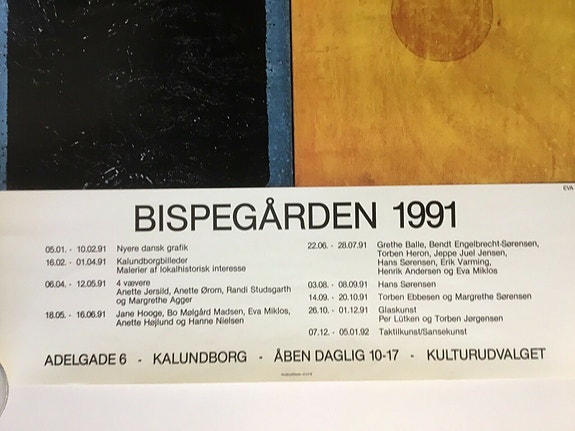 EVA
BISPEGÅRDEN 1991
05.01. - 10.02.91 Nyere dansk grafik
16.02. - 01.04.91 Kalundborgbilleder
Malerier af lokalhistorisk interesse
06.04. - 12.05.91 4 vævere
Anette Jersild, Anette Ørom, Randi Studsgarth
og Margrethe Agger
18.05. - 16.06.91 Jane Hooge, Bo Mølgård Madsen, Eva Miklos,
Anette Højlund og Hanne Nielsen
22.06. - 28.07.91 Grethe Balle, Bendt Engelbrecht-Sørensen,
Torben Heron, Jeppe Juel Jensen,
Hans Sørensen, Erik Varming,
Henrik Andersen og Eva Miklos
03.08. - 08.09.91 Hans Sørensen
14.09. - 20.10.91 Torben Ebbesen og Margrethe Sørensen
26.10. - 01.12.91 Glaskunst
Per Lütken og Torben Jørgensen
07.12. - 05.01.92 Taktilkunst/Sansekunst
ADELGADE 6 - KALUNDBORG - ÅBEN DAGLIG 10-17 - KULTURUDVALGET